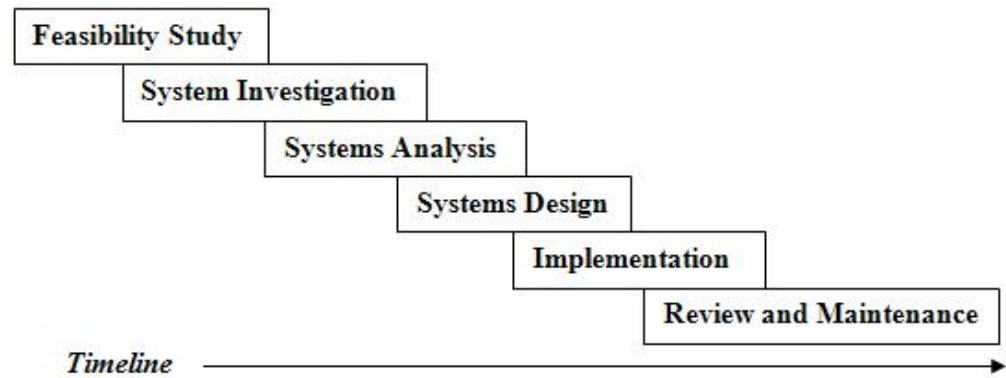 Feasibility Study
System Investigation
Systems Analysis
Systems Design
Implementation
Review and Maintenance
Timeline